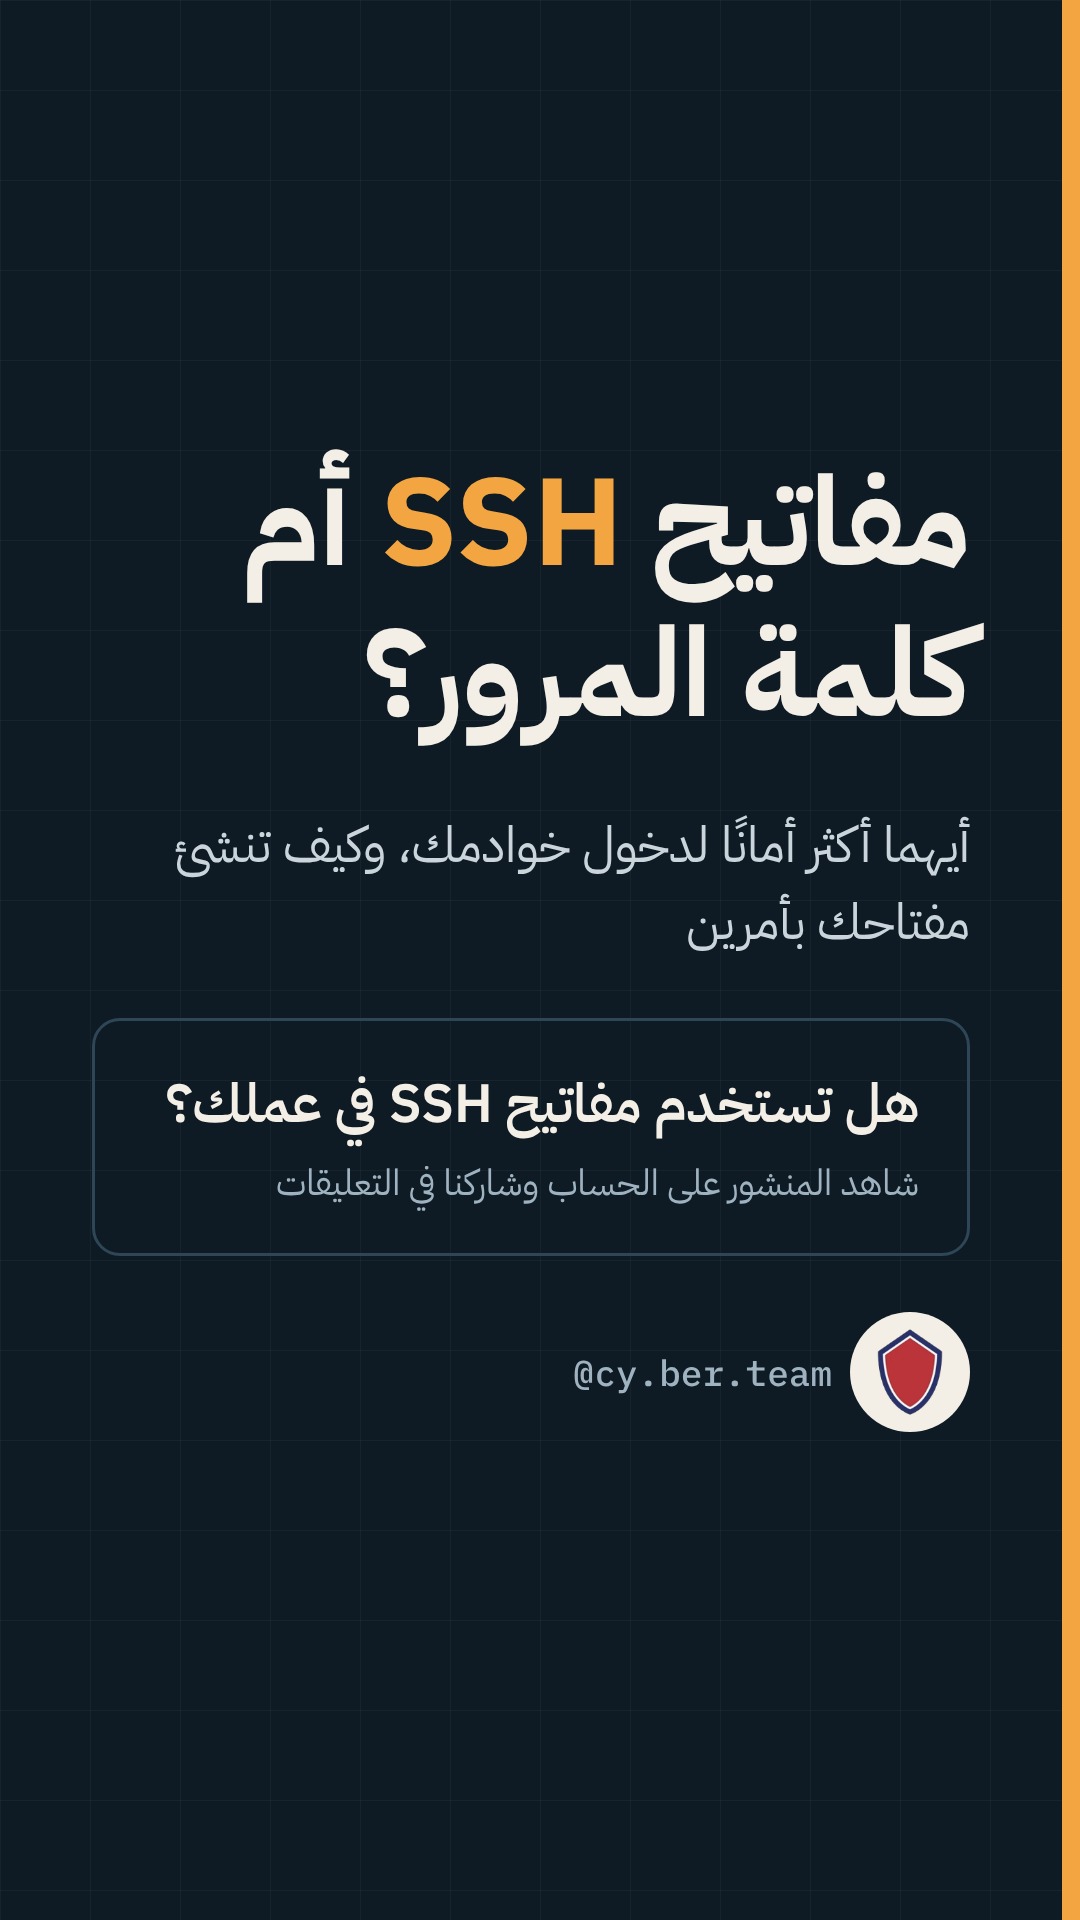 مفاتيح SSH أم
كلمة المرور؟
أيهما أكثر أمانًا لدخول خوادمك، وكيف تنشئ
مفتاحك بأمرين
هل تستخدم مفاتيح SSH في عملك؟
شاهد المنشور على الحساب وشاركنا في التعليقات
@cy.ber.team